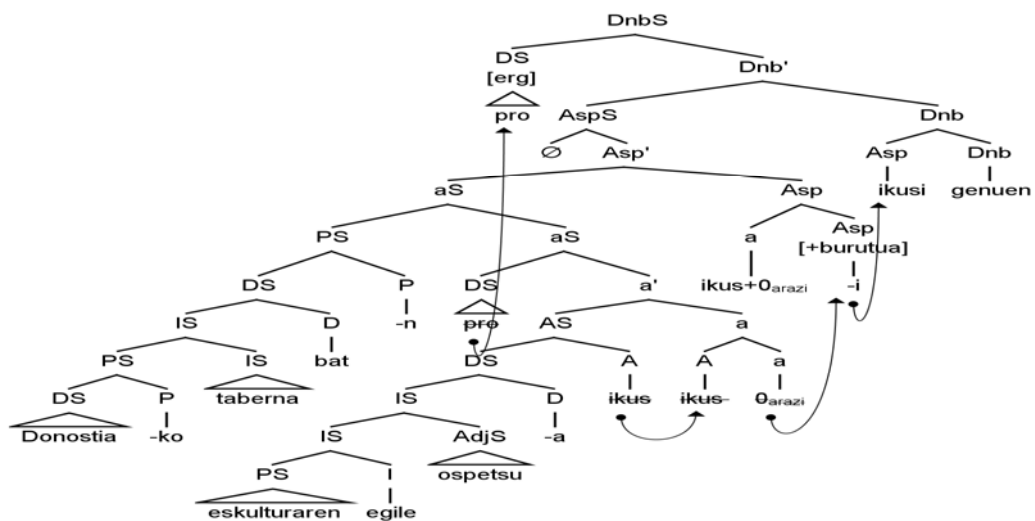 DnbS
DS
[erg]
Dnb'
pro
AspS
Dnb
∅
Asp'
Asp
Dnb
ikusi
genuen
aS
Asp
PS
aS
a
Asp
[+burutua]
DS
P
DS
a'
ikus+0arazi
-i
-n
pro
IS
D
AS
a
bat
PS
IS
DS
A
A
a
taberna
ikus
ikus-
0arazi
DS
P
IS
D
Donostia
-ko
-a
IS
AdjS
ospetsu
PS
I
eskulturaren
egile